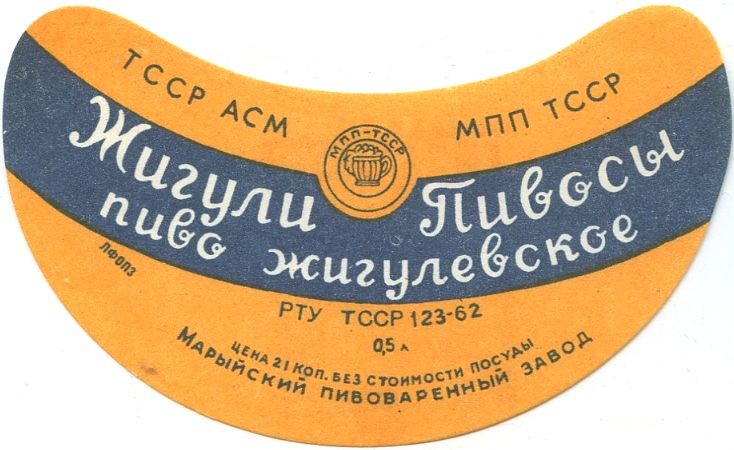 ТССР АСМ
МПП ТССР
МПП-ТССР
Жигули Пивосы
пиво жигулевское
ЛФОПЗ
РТУ ТССР 123-62
0,5 л
ЦЕНА 21 КОП. БЕЗ СТОИМОСТИ ПОСУДЫ
МАРЫЙСКИЙ ПИВОВАРЕННЫЙ ЗАВОД